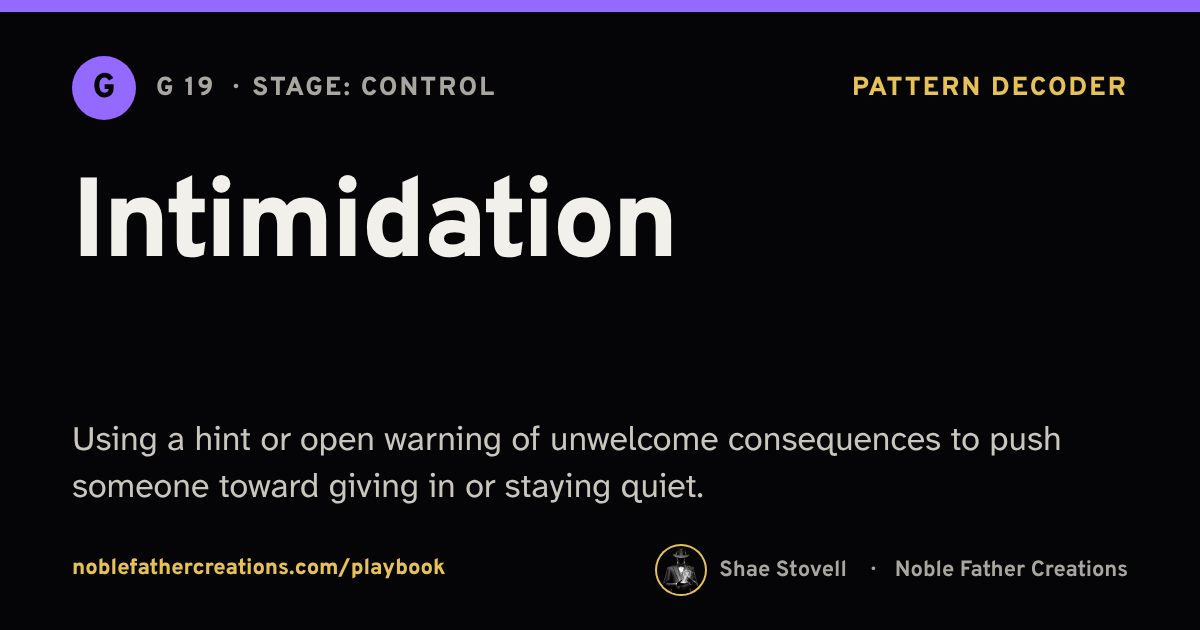 G
G 19 · STAGE: CONTROL
PATTERN DECODER
Intimidation
Using a hint or open warning of unwelcome consequences to push
someone toward giving in or staying quiet.
noblefathercreations.com/playbook
Shae Stovell · Noble Father Creations